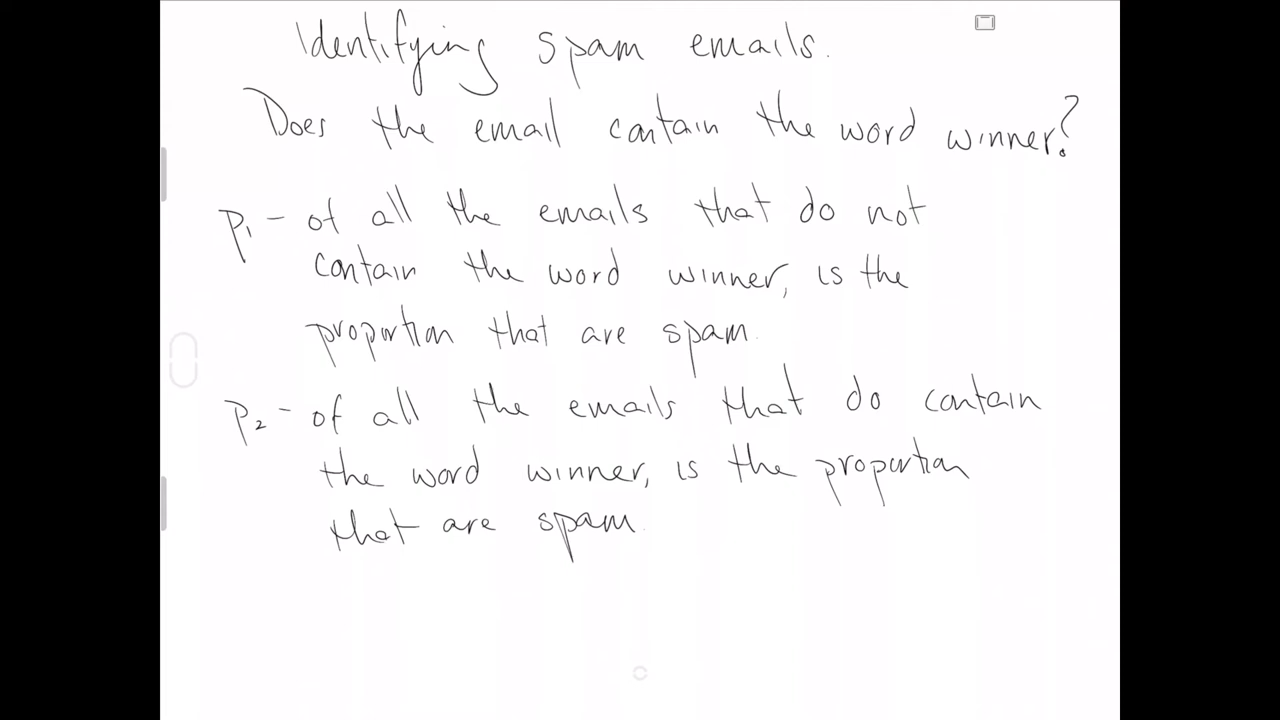 Identifying spam emails.
Does the email contain the word winner?
p₁ - of all the emails that do not
contain the word winner, is the
proportion that are spam.
p₂ - of all the emails that do contain
the word winner, is the proportion
that are spam.